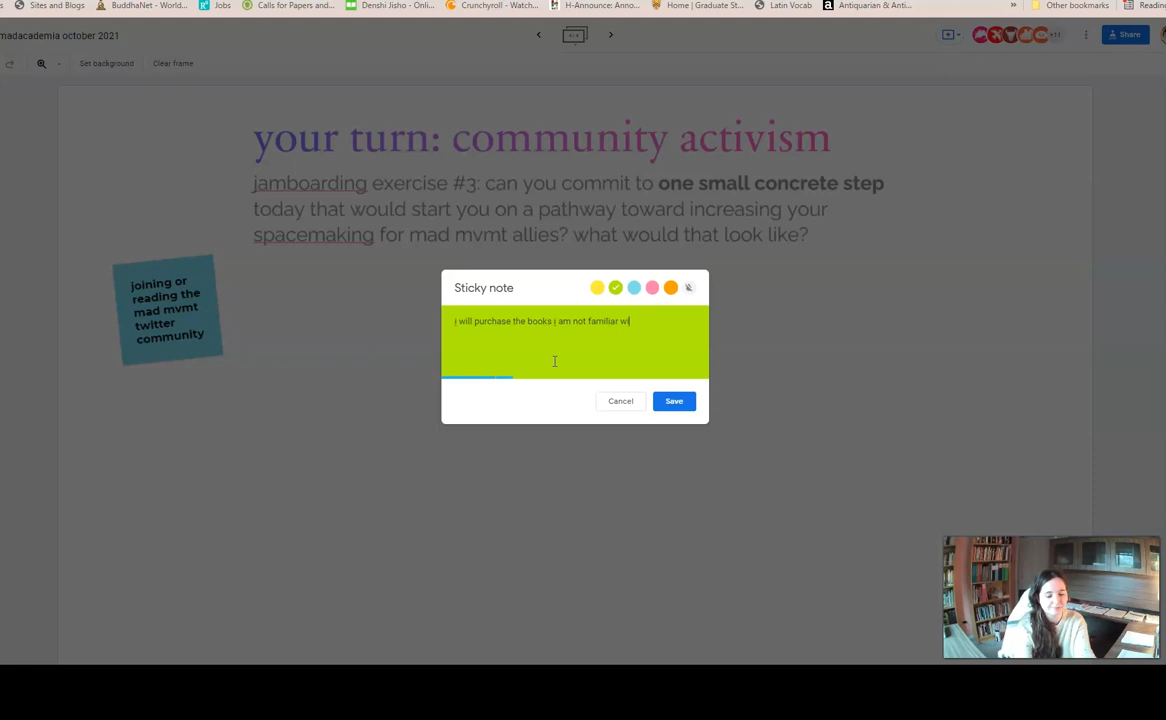 Sites and Blogs
BuddhaNet - World...
Jobs
Calls for Papers and...
Denshi Jisho - Onli...
Crunchyroll - Watch...
H-Announce: Anno...
Home | Graduate St...
Latin Vocab
Antiquarian & Anti...
»
Other bookmarks
madacademia october 2021
+11
Share
Set background
Clear frame
your turn: community activism
jamboarding exercise #3: can you commit to one small concrete step
today that would start you on a pathway toward increasing your
spacemaking for mad mvmt allies? what would that look like?
joining or
reading the
mad mvmt
twitter
community
Sticky note
i will purchase the books i am not familiar wi
Cancel
Save